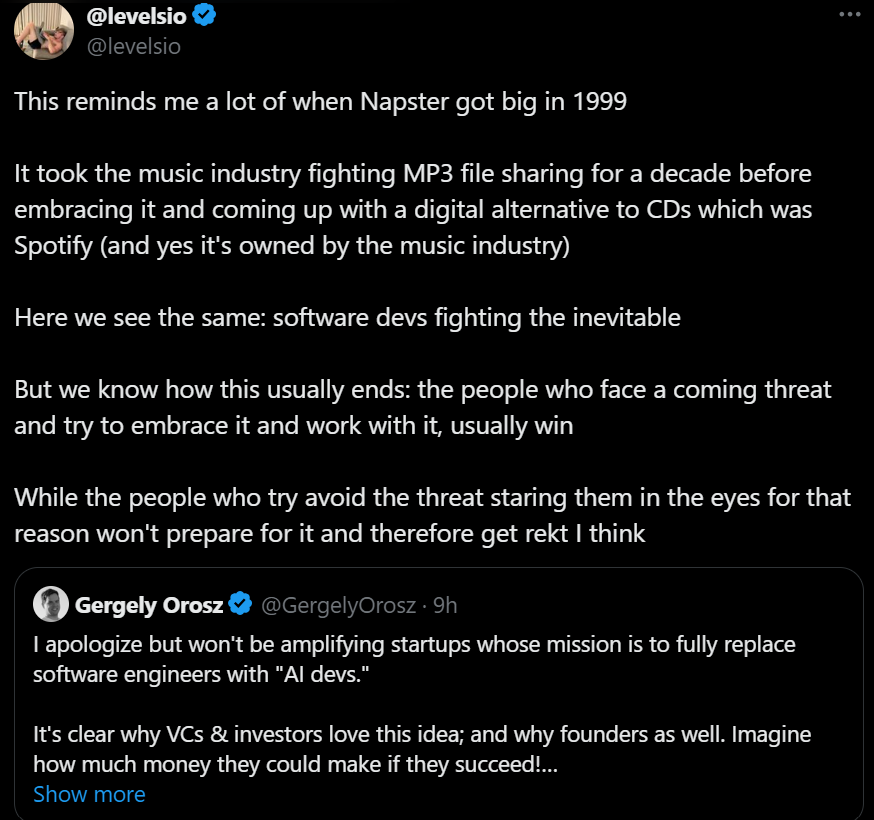 @levelsio
@levelsio
This reminds me a lot of when Napster got big in 1999
It took the music industry fighting MP3 file sharing for a decade before
embracing it and coming up with a digital alternative to CDs which was
Spotify (and yes it's owned by the music industry)
Here we see the same: software devs fighting the inevitable
But we know how this usually ends: the people who face a coming threat
and try to embrace it and work with it, usually win
While the people who try avoid the threat staring them in the eyes for that
reason won't prepare for it and therefore get rekt I think
Gergely Orosz @GergelyOrosz · 9h
I apologize but won't be amplifying startups whose mission is to fully replace
software engineers with "AI devs."
It's clear why VCs & investors love this idea; and why founders as well. Imagine
how much money they could make if they succeed!...
Show more